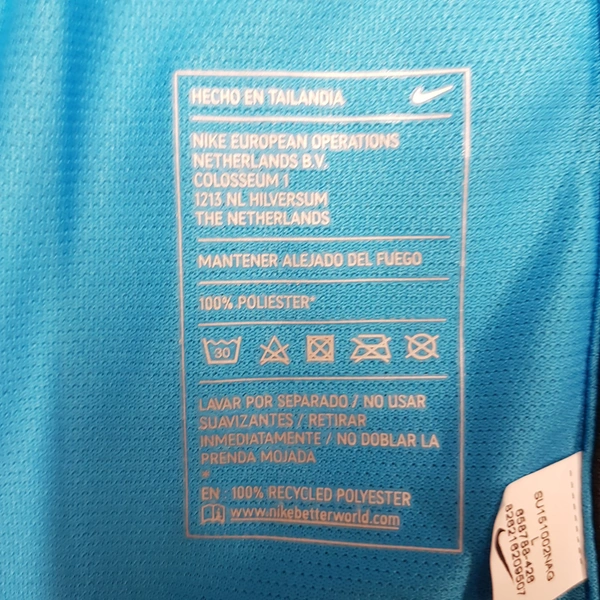 HECHO EN TAILANDIA
NIKE EUROPEAN OPERATIONS
NETHERLANDS B.V.
COLOSSEUM 1
1213 NL HILVERSUM
THE NETHERLANDS
MANTENER ALEJADO DEL FUEGO
100% POLIESTER*
30
LAVAR POR SEPARADO / NO USAR
SUAVIZANTES / RETIRAR
INMEDIATAMENTE / NO DOBLAR LA
PRENDA MOJADA
*
EN : 100% RECYCLED POLYESTER
www.nikebetterworld.com
SU151002NAG
L
658788-428
826216209507